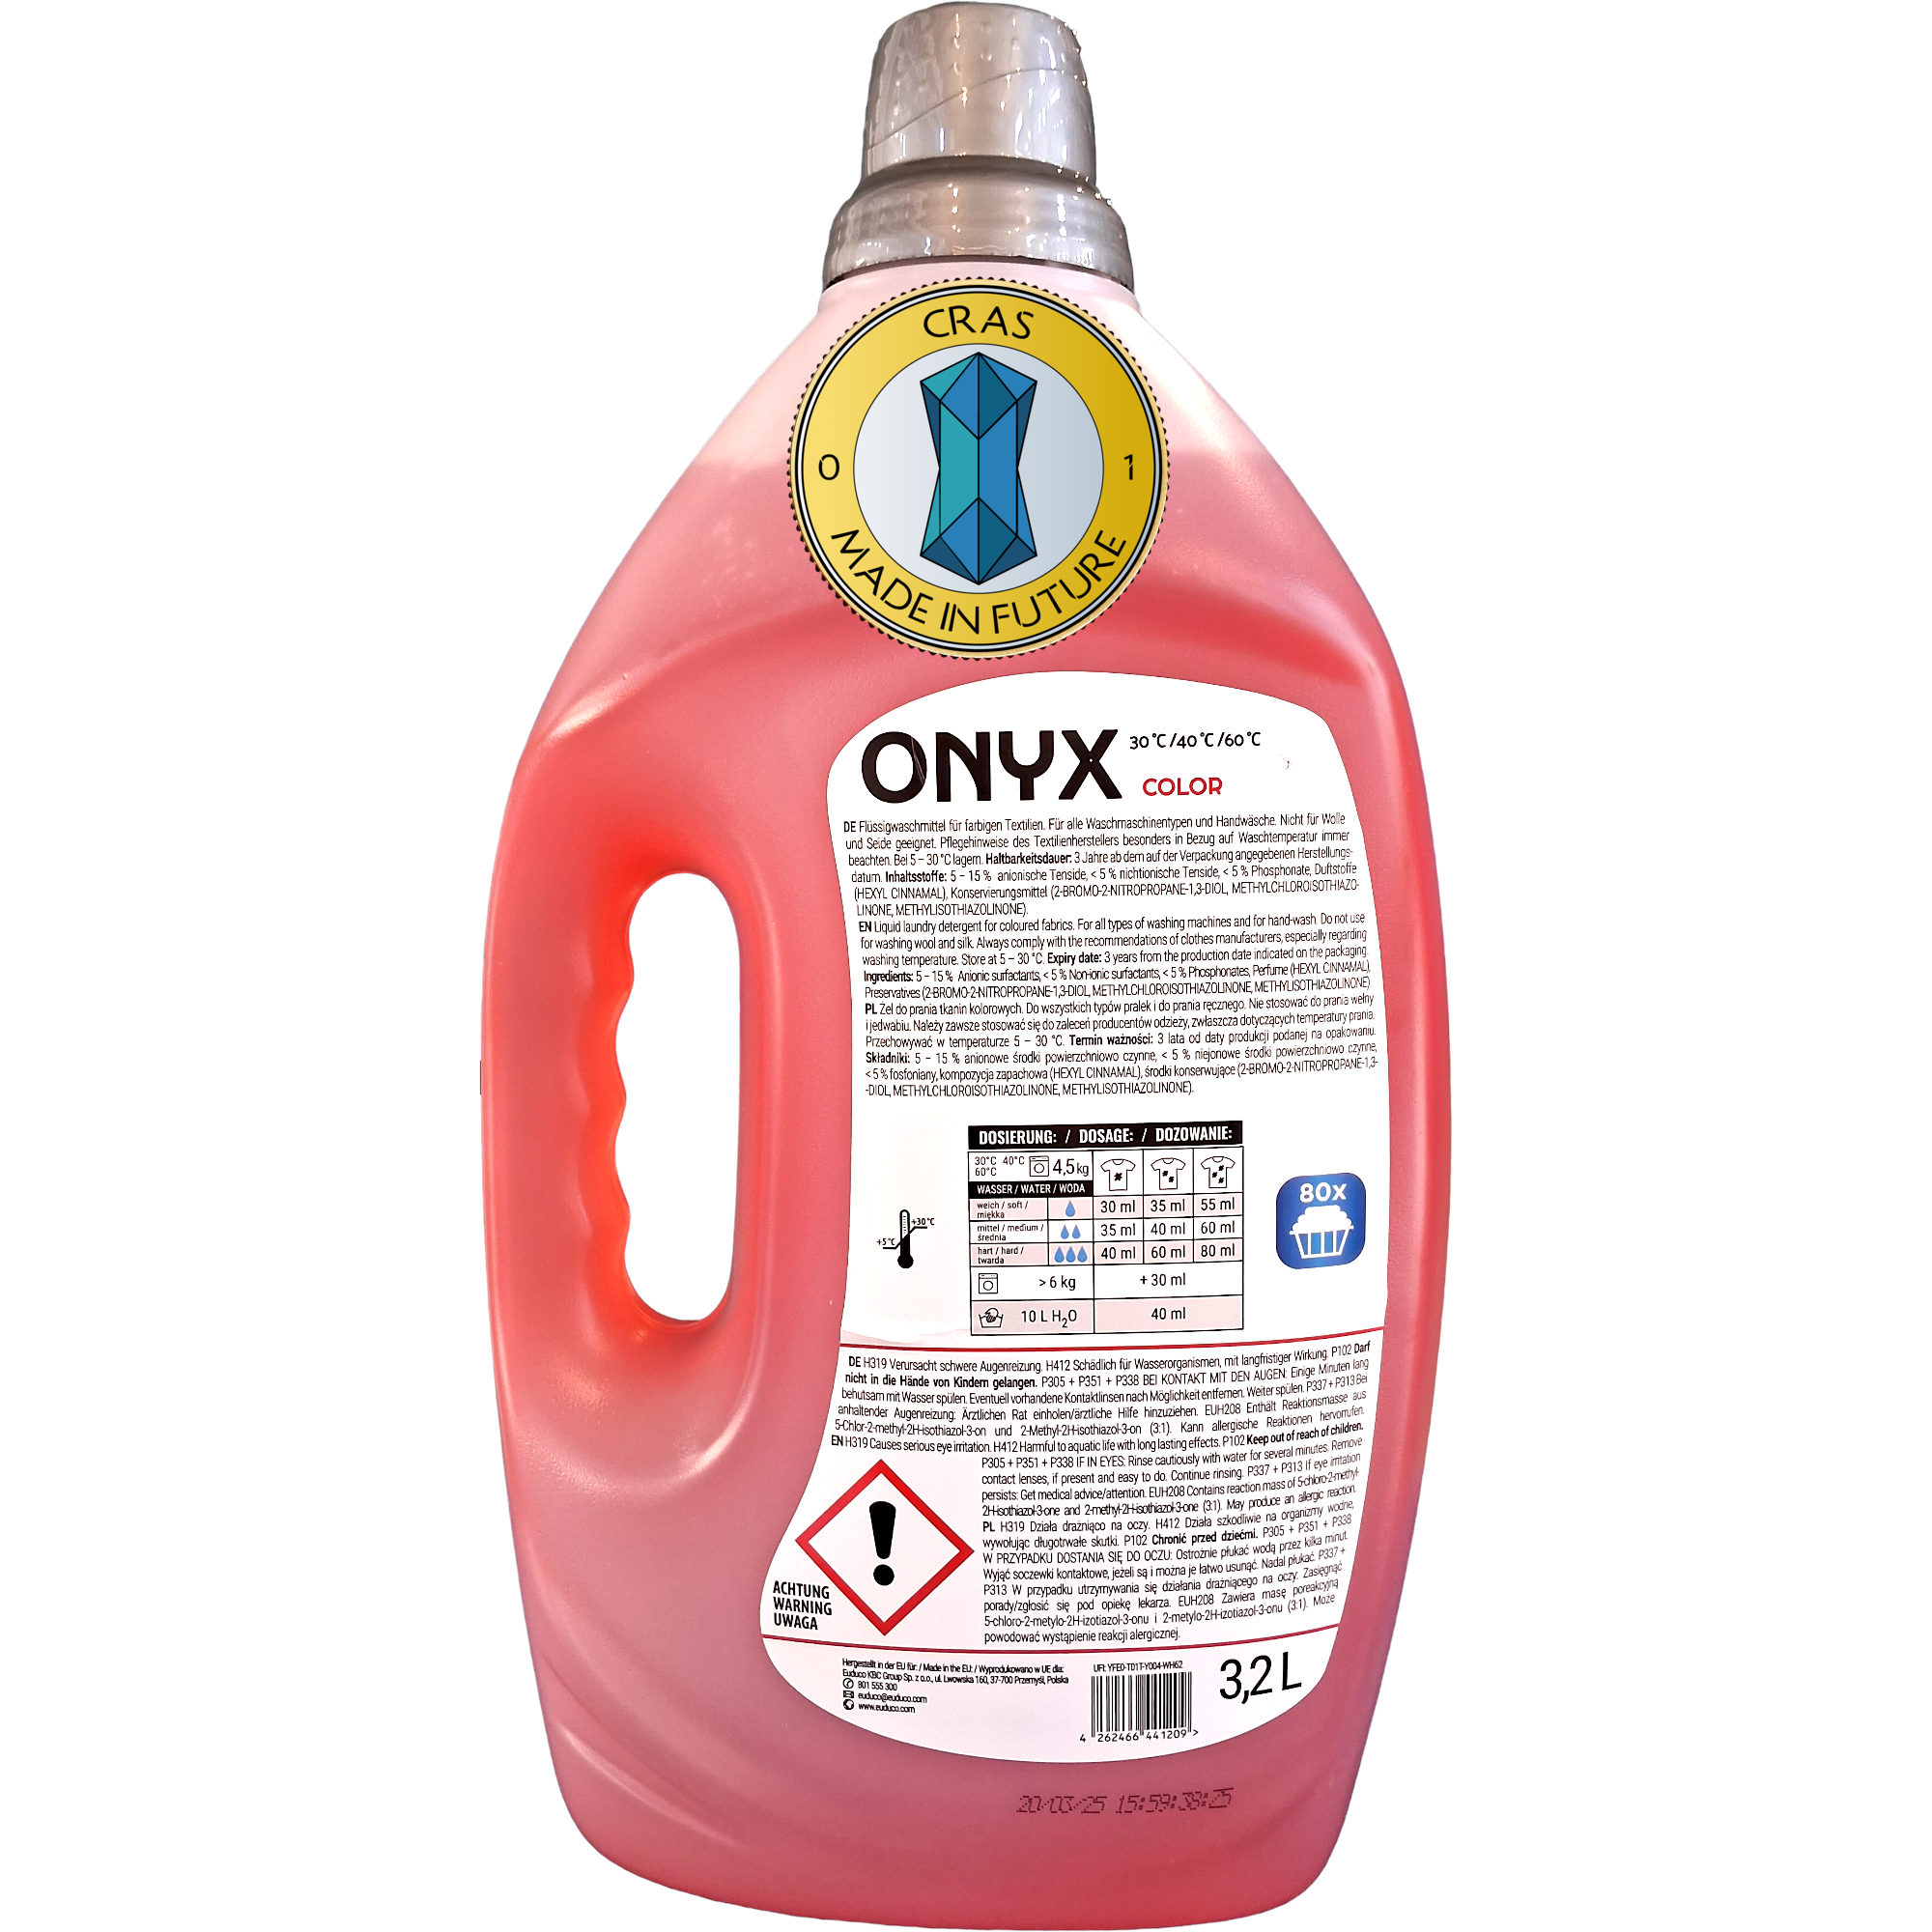 CRAS
0 1
MADE IN FUTURE
ONYX 30 °C /40 °C /60 °C
COLOR
DE Flüssigwaschmittel für farbigen Textilien. Für alle Waschmaschinentypen und Handwäsche. Nicht für Wolle
und Seide geeignet. Pflegehinweise des Textilienherstellers besonders in Bezug auf Waschtemperatur immer
beachten. Bei 5 – 30 °C lagern. Haltbarkeitsdauer: 3 Jahre ab dem auf der Verpackung angegebenen Herstellungs-
datum. Inhaltsstoffe: 5 – 15 % anionische Tenside, < 5 % nichtionische Tenside, < 5 % Phosphonate, Duftstoffe
(HEXYL CINNAMAL), Konservierungsmittel (2-BROMO-2-NITROPROPANE-1,3-DIOL, METHYLCHLOROISOTHIAZO-
LINONE, METHYLISOTHIAZOLINONE).
EN Liquid laundry detergent for coloured fabrics. For all types of washing machines and for hand-wash. Do not use
for washing wool and silk. Always comply with the recommendations of clothes manufacturers, especially regarding
washing temperature. Store at 5 – 30 °C. Expiry date: 3 years from the production date indicated on the packaging.
Ingredients: 5 – 15 % Anionic surfactants, < 5 % Non-ionic surfactants, < 5 % Phosphonates, Perfume (HEXYL CINNAMAL),
Preservatives (2-BROMO-2-NITROPROPANE-1,3-DIOL, METHYLCHLOROISOTHIAZOLINONE, METHYLISOTHIAZOLINONE)
PL Żel do prania tkanin kolorowych. Do wszystkich typów pralek i do prania ręcznego. Nie stosować do prania wełny
i jedwabiu. Należy zawsze stosować się do zaleceń producentów odzieży, zwłaszcza dotyczących temperatury prania.
Przechowywać w temperaturze 5 – 30 °C. Termin ważności: 3 lata od daty produkcji podanej na opakowaniu.
Składniki: 5 – 15 % anionowe środki powierzchniowo czynne, < 5 % niejonowe środki powierzchniowo czynne,
< 5 % fosfoniany, kompozycja zapachowa (HEXYL CINNAMAL), środki konserwujące (2-BROMO-2-NITROPROPANE-1,3-
-DIOL, METHYLCHLOROISOTHIAZOLINONE, METHYLISOTHIAZOLINONE).
DOSIERUNG: / DOSAGE: / DOZOWANIE:
30°C 40°C
60°C 4,5 kg
WASSER / WATER / WODA
weich / soft /
miękka 30 ml 35 ml 55 ml
mittel / medium /
średnia 35 ml 40 ml 60 ml
hart / hard /
twarda 40 ml 60 ml 80 ml
> 6 kg + 30 ml
10 L H₂O 40 ml
+30°C
+5°C
80x
DE H319 Verursacht schwere Augenreizung. H412 Schädlich für Wasserorganismen, mit langfristiger Wirkung. P102 Darf
nicht in die Hände von Kindern gelangen. P305 + P351 + P338 BEI KONTAKT MIT DEN AUGEN: Einige Minuten lang
behutsam mit Wasser spülen. Eventuell vorhandene Kontaktlinsen nach Möglichkeit entfernen. Weiter spülen. P337 + P313 Bei
anhaltender Augenreizung: Ärztlichen Rat einholen/ärztliche Hilfe hinzuziehen. EUH208 Enthält Reaktionsmasse aus
5-Chlor-2-methyl-2H-isothiazol-3-on und 2-Methyl-2H-isothiazol-3-on (3:1). Kann allergische Reaktionen hervorrufen.
EN H319 Causes serious eye irritation. H412 Harmful to aquatic life with long lasting effects. P102 Keep out of reach of children.
P305 + P351 + P338 IF IN EYES: Rinse cautiously with water for several minutes. Remove
contact lenses, if present and easy to do. Continue rinsing. P337 + P313 If eye irritation
persists: Get medical advice/attention. EUH208 Contains reaction mass of 5-chloro-2-methyl-
2H-isothiazol-3-one and 2-methyl-2H-isothiazol-3-one (3:1). May produce an allergic reaction.
PL H319 Działa drażniąco na oczy. H412 Działa szkodliwie na organizmy wodne,
wywołując długotrwałe skutki. P102 Chronić przed dziećmi. P305 + P351 + P338
W PRZYPADKU DOSTANIA SIĘ DO OCZU: Ostrożnie płukać wodą przez kilka minut.
Wyjąć soczewki kontaktowe, jeżeli są i można je łatwo usunąć. Nadal płukać. P337 +
P313 W przypadku utrzymywania się działania drażniącego na oczy: Zasięgnąć
porady/zgłosić się pod opiekę lekarza. EUH208 Zawiera masę poreakcyjną
5-chloro-2-metylo-2H-izotiazol-3-onu i 2-metylo-2H-izotiazol-3-onu (3:1). Może
powodować wystąpienie reakcji alergicznej.
ACHTUNG
WARNING
UWAGA
Hergestellt in der EU für: / Made in the EU: / Wyprodukowano w UE dla:
Euduco KBC Group Sp. z o.o., ul. Lwowska 160, 37-700 Przemyśl, Polska
801 555 300
euduco@euduco.com
www.euduco.com
UFI: YFE0-T01T-Y004-WH62
4 262466 441209 >
3,2 L
20/03/25 15:59:38:25